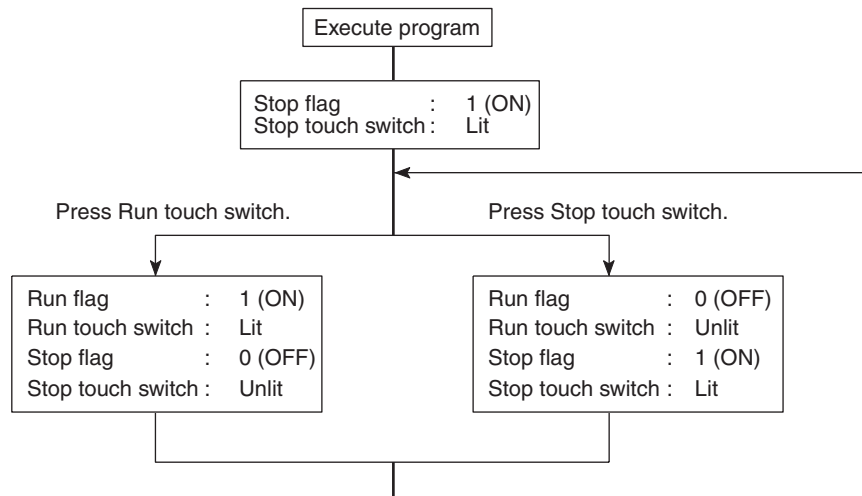 Execute program
Stop flag : 1 (ON)
Stop touch switch : Lit
Press Run touch switch.
Press Stop touch switch.
Run flag : 1 (ON)
Run touch switch : Lit
Stop flag : 0 (OFF)
Stop touch switch : Unlit
Run flag : 0 (OFF)
Run touch switch : Unlit
Stop flag : 1 (ON)
Stop touch switch : Lit